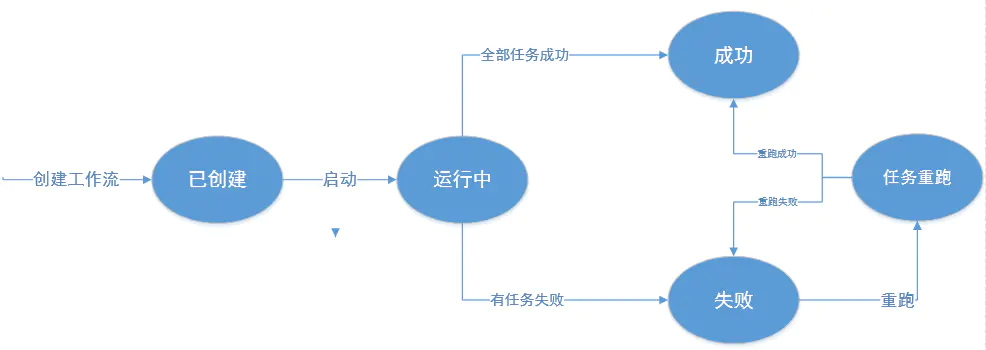 全部任务成功
成功
创建工作流
已创建
启动
运行中
重跑成功
任务重跑
重跑失败
有任务失败
失败
重跑